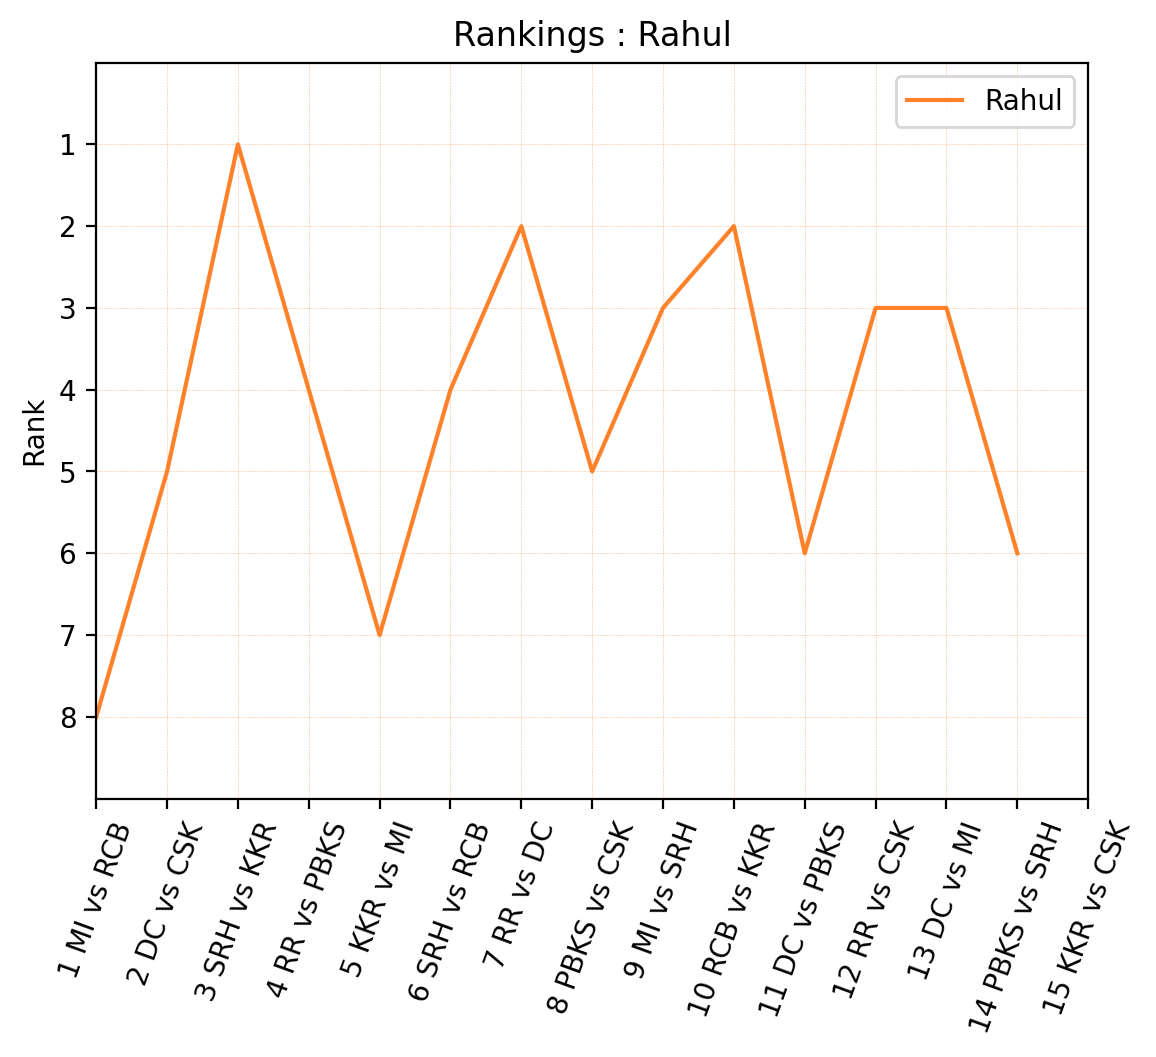 Rankings : Rahul
Rahul
Rank
1
2
3
4
5
6
7
8
1 MI vs RCB
2 DC vs CSK
3 SRH vs KKR
4 RR vs PBKS
5 KKR vs MI
6 SRH vs RCB
7 RR vs DC
8 PBKS vs CSK
9 MI vs SRH
10 RCB vs KKR
11 DC vs PBKS
12 RR vs CSK
13 DC vs MI
14 PBKS vs SRH
15 KKR vs CSK